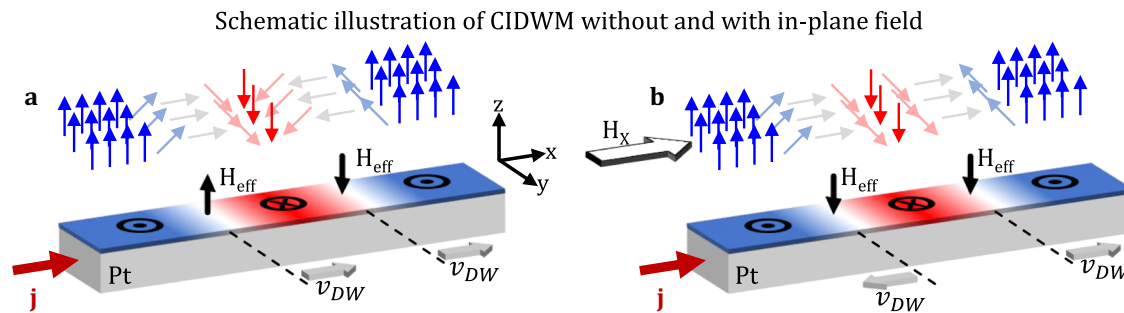 Schematic illustration of CIDWM without and with in-plane field
a
z
x
y
H_eff
H_eff
Pt
j
v_DW
v_DW
b
H_X
H_eff
H_eff
Pt
j
v_DW
v_DW